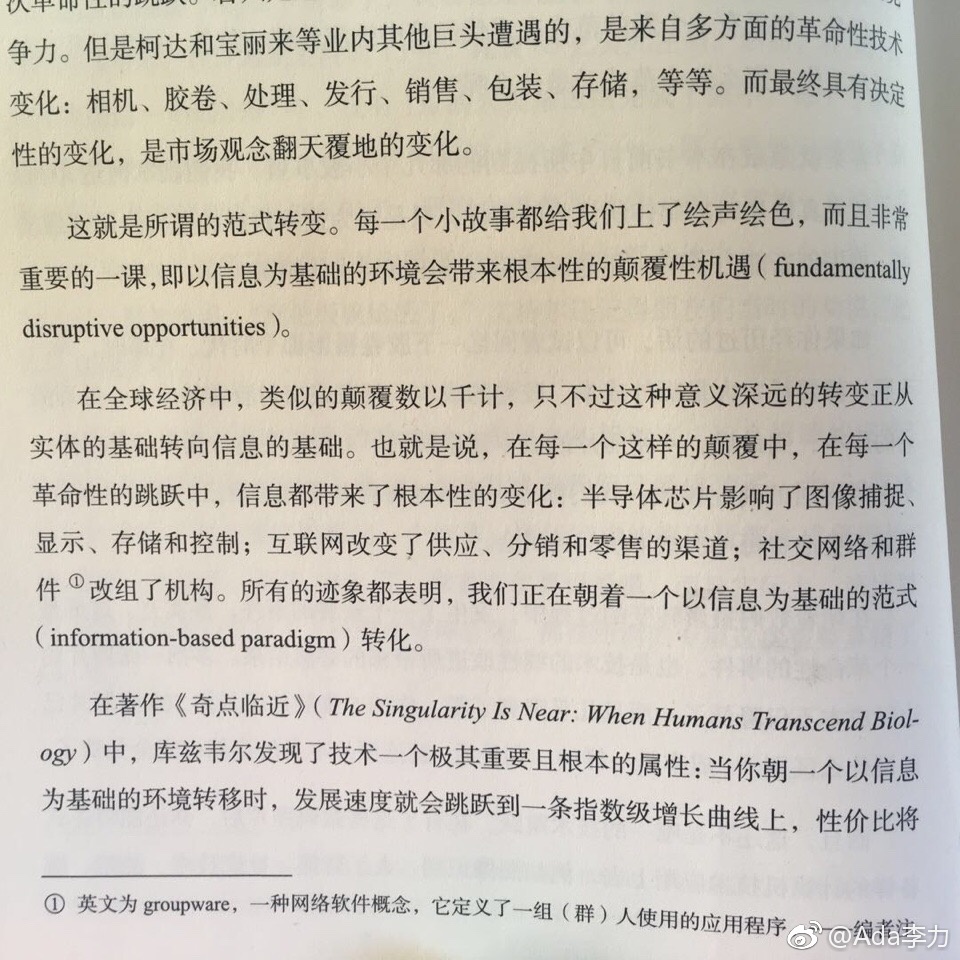 次革命性的跳跃。
争力。但是柯达和宝丽来等业内其他巨头遭遇的，是来自多方面的革命性技术
变化：相机、胶卷、处理、发行、销售、包装、存储，等等。而最终具有决定
性的变化，是市场观念翻天覆地的变化。
这就是所谓的范式转变。每一个小故事都给我们上了绘声绘色，而且非常
重要的一课，即以信息为基础的环境会带来根本性的颠覆性机遇（fundamentally
disruptive opportunities）。
在全球经济中，类似的颠覆数以千计，只不过这种意义深远的转变正从
实体的基础转向信息的基础。也就是说，在每一个这样的颠覆中，在每一个
革命性的跳跃中，信息都带来了根本性的变化：半导体芯片影响了图像捕捉、
显示、存储和控制；互联网改变了供应、分销和零售的渠道；社交网络和群
件①改组了机构。所有的迹象都表明，我们正在朝着一个以信息为基础的范式
（information-based paradigm）转化。
在著作《奇点临近》（The Singularity Is Near: When Humans Transcend Biol-
ogy）中，库兹韦尔发现了技术一个极其重要且根本的属性：当你朝一个以信息
为基础的环境转移时，发展速度就会跳跃到一条指数级增长曲线上，性价比将
① 英文为 groupware，一种网络软件概念，它定义了一组（群）人使用的应用程序。——编者注
@Ada李力